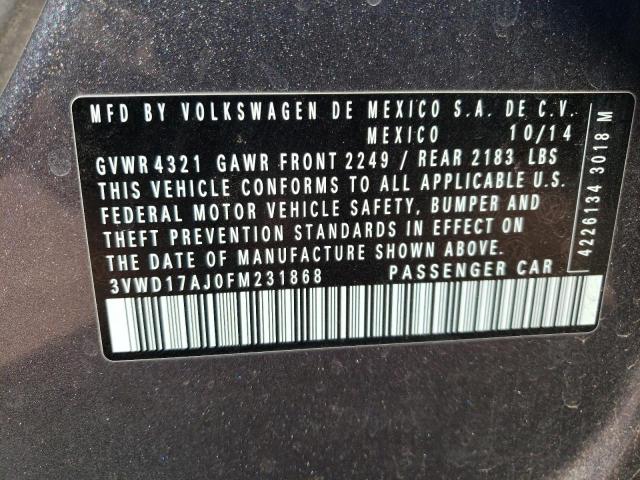 MFD BY VOLKSWAGEN DE MEXICO S.A. DE C.V.
MEXICO 10/14
GVWR 4321 GAWR FRONT 2249 / REAR 2183 LBS
THIS VEHICLE CONFORMS TO ALL APPLICABLE U.S.
FEDERAL MOTOR VEHICLE SAFETY, BUMPER AND
THEFT PREVENTION STANDARDS IN EFFECT ON
THE DATE OF MANUFACTURE SHOWN ABOVE.
3VWD17AJ0FM231868 PASSENGER CAR
4226134 3018 M